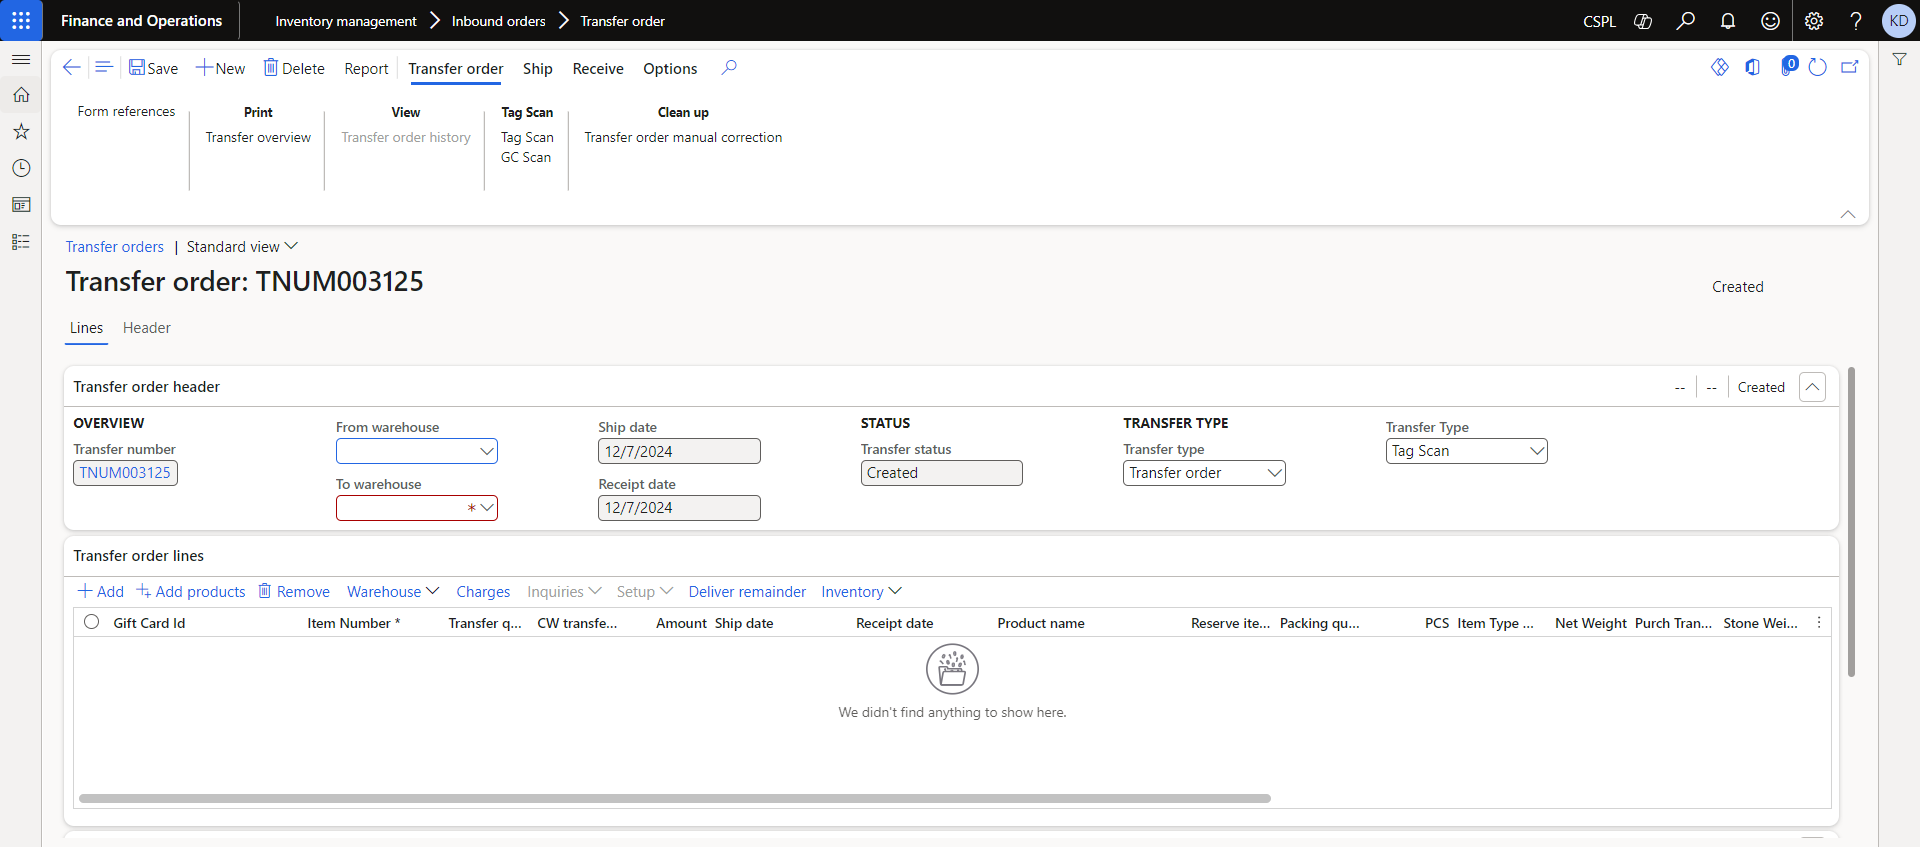 Finance and Operations
Inventory management > Inbound orders > Transfer order
CSPL
KD
Save
New
Delete
Report
Transfer order
Ship
Receive
Options
0
Form references
Print
Transfer overview
View
Transfer order history
Tag Scan
Tag Scan
GC Scan
Clean up
Transfer order manual correction
Transfer orders | Standard view
Transfer order: TNUM003125
Created
Lines
Header
Transfer order header
-- | -- | Created
OVERVIEW
Transfer number
TNUM003125
From warehouse
To warehouse
*
Ship date
12/7/2024
Receipt date
12/7/2024
STATUS
Transfer status
Created
TRANSFER TYPE
Transfer type
Transfer order
Transfer Type
Tag Scan
Transfer order lines
Add
Add products
Remove
Warehouse
Charges
Inquiries
Setup
Deliver remainder
Inventory
Gift Card Id
Item Number *
Transfer q...
CW transfe...
Amount
Ship date
Receipt date
Product name
Reserve ite...
Packing qu...
PCS
Item Type ...
Net Weight
Purch Tran...
Stone Wei...
We didn't find anything to show here.